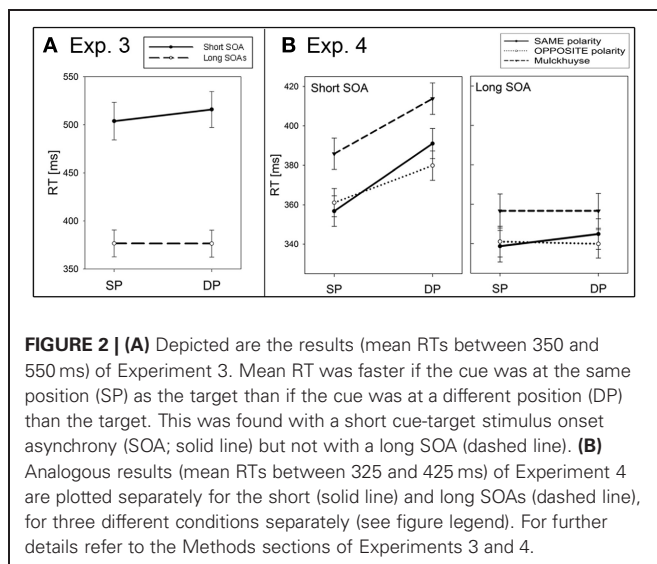 A Exp. 3
Short SOA
Long SOAs
550
500
450
400
350
RT [ms]
SP
DP
B Exp. 4
SAME polarity
OPPOSITE polarity
Mulckhuyse
Short SOA
Long SOA
420
400
380
360
340
RT [ms]
SP
DP
SP
DP
FIGURE 2 | (A) Depicted are the results (mean RTs between 350 and
550 ms) of Experiment 3. Mean RT was faster if the cue was at the same
position (SP) as the target than if the cue was at a different position (DP)
than the target. This was found with a short cue-target stimulus onset
asynchrony (SOA; solid line) but not with a long SOA (dashed line). (B)
Analogous results (mean RTs between 325 and 425 ms) of Experiment 4
are plotted separately for the short (solid line) and long SOAs (dashed line),
for three different conditions separately (see figure legend). For further
details refer to the Methods sections of Experiments 3 and 4.